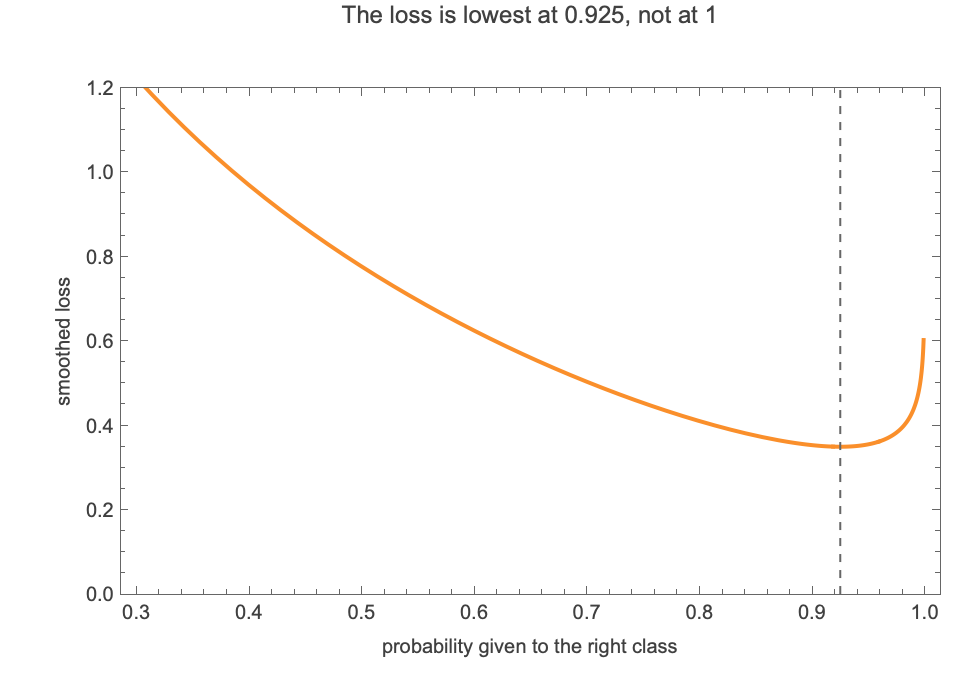 The loss is lowest at 0.925, not at 1
1.2
1.0
0.8
0.6
0.4
0.2
0.0
smoothed loss
0.3 0.4 0.5 0.6 0.7 0.8 0.9 1.0
probability given to the right class